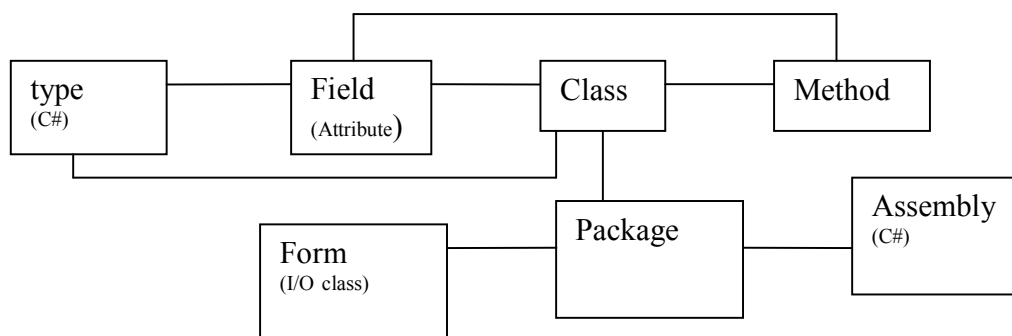 type
(C#)
Field
(Attribute)
Class
Method
Form
(I/O class)
Package
Assembly
(C#)